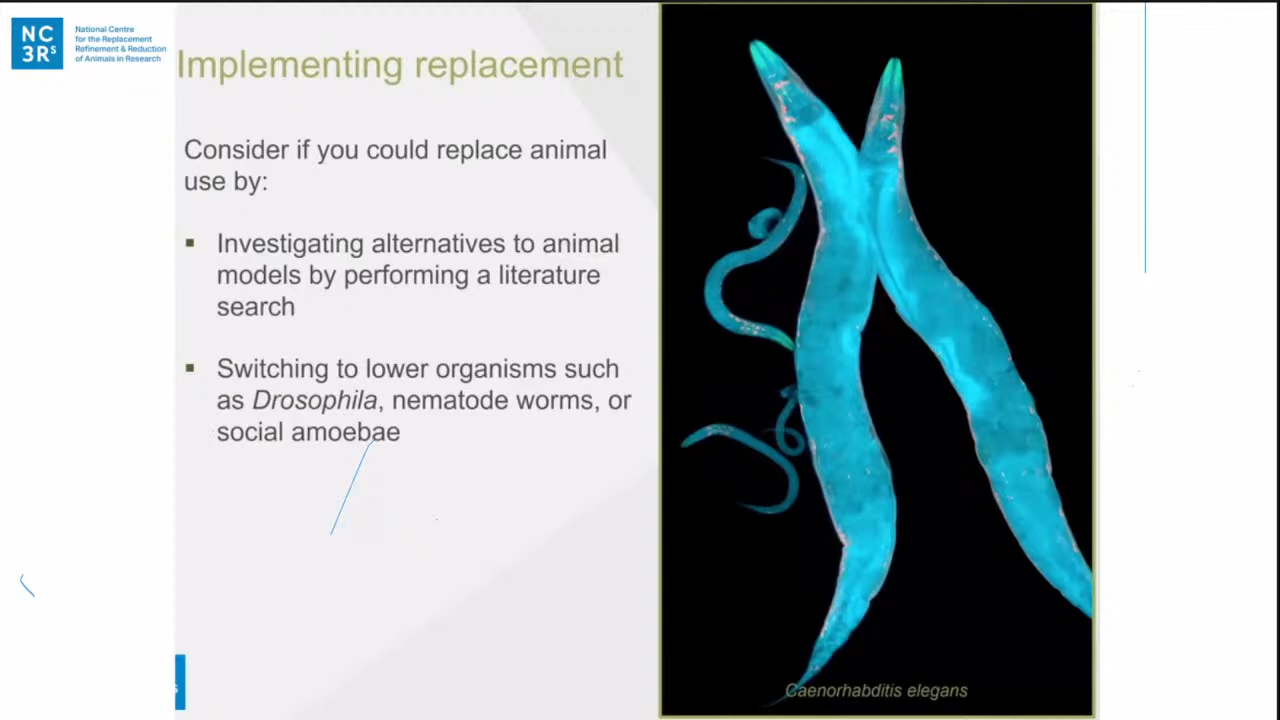 NC
3Rs
National Centre
for the Replacement
Refinement & Reduction
of Animals in Research
Implementing replacement
Consider if you could replace animal
use by:
▪ Investigating alternatives to animal
models by performing a literature
search
▪ Switching to lower organisms such
as Drosophila, nematode worms, or
social amoebae
s
Caenorhabditis elegans